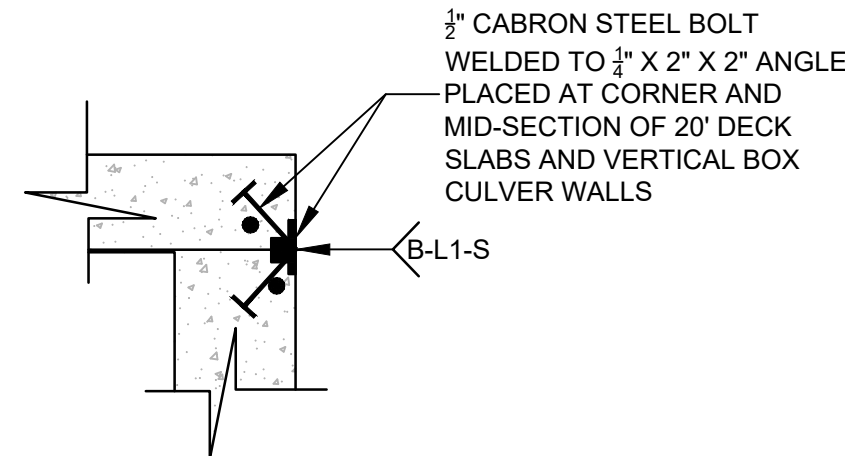 ½" CABRON STEEL BOLT
WELDED TO ¼" X 2" X 2" ANGLE
PLACED AT CORNER AND
MID-SECTION OF 20' DECK
SLABS AND VERTICAL BOX
CULVER WALLS
B-L1-S